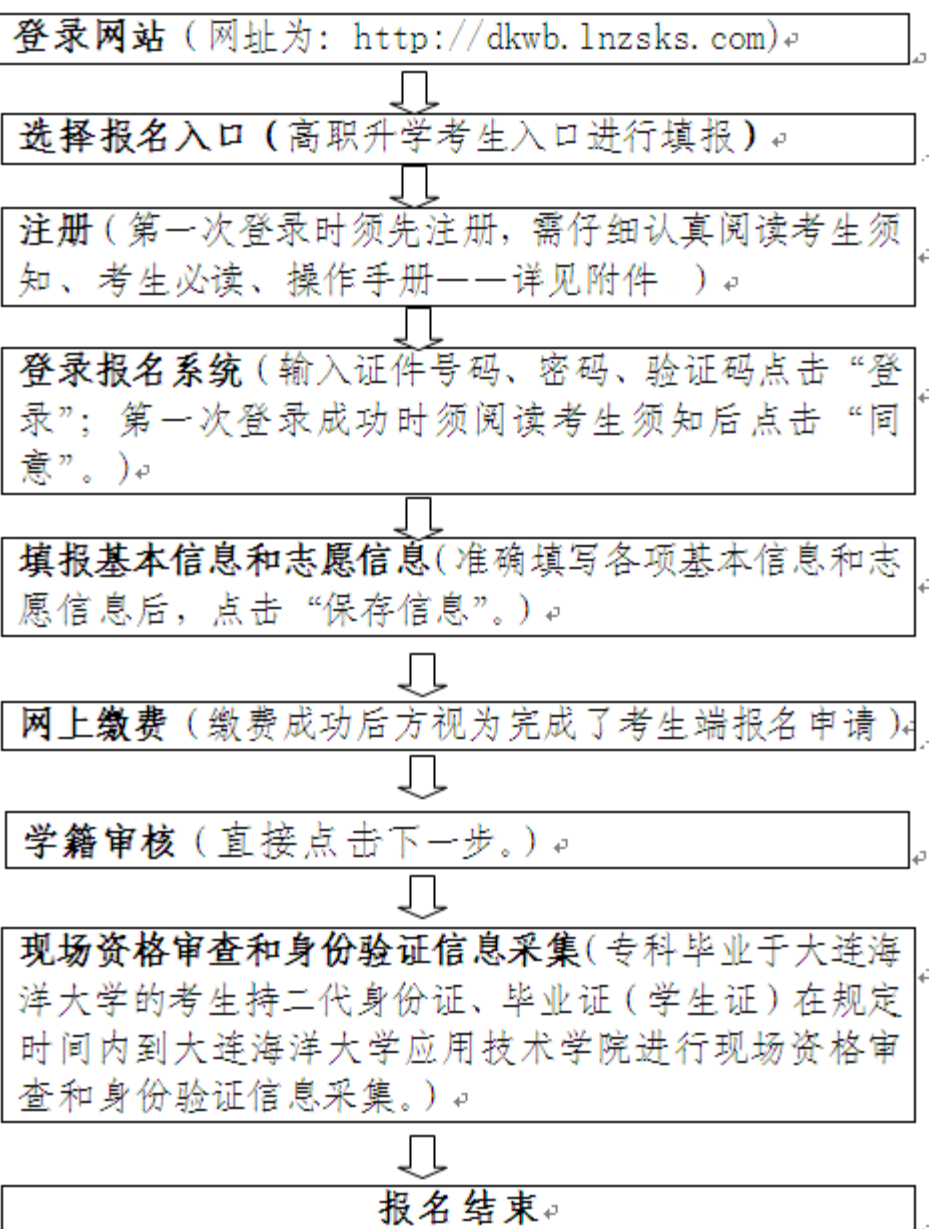 登录网站（网址为: http://dkwb.lnzsks.com)
选择报名入口（高职升学考生入口进行填报）
注册（第一次登录时须先注册, 需仔细认真阅读考生须
知、考生必读、操作手册——详见附件 ）
登录报名系统（输入证件号码、密码、验证码点击“登
录”; 第一次登录成功时须阅读考生须知后点击“同
意”。）
填报基本信息和志愿信息(准确填写各项基本信息和志
愿信息后，点击“保存信息”。）
网上缴费（缴费成功后方视为完成了考生端报名申请）
学籍审核（直接点击下一步。）
现场资格审查和身份验证信息采集(专科毕业于大连海
洋大学的考生持二代身份证、毕业证（学生证）在规定
时间内到大连海洋大学应用技术学院进行现场资格审
查和身份验证信息采集。）
报名结束